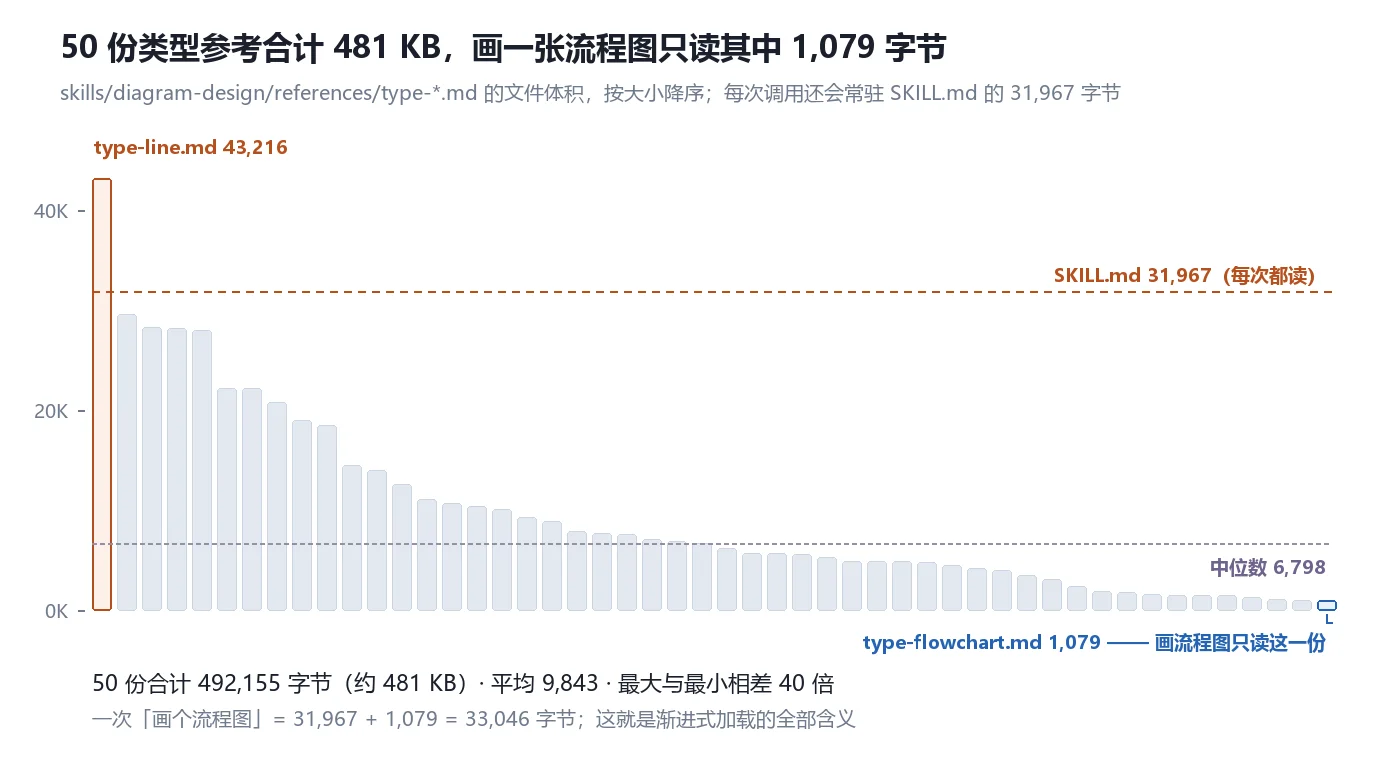 50 份类型参考合计 481 KB，画一张流程图只读其中 1,079 字节
skills/diagram-design/references/type-*.md 的文件体积，按大小降序；每次调用还会常驻 SKILL.md 的 31,967 字节
type-line.md 43,216
40K
SKILL.md 31,967（每次都读）
20K
中位数 6,798
0K
type-flowchart.md 1,079 —— 画流程图只读这一份
50 份合计 492,155 字节（约 481 KB）· 平均 9,843 · 最大与最小相差 40 倍
一次「画个流程图」= 31,967 + 1,079 = 33,046 字节；这就是渐进式加载的全部含义